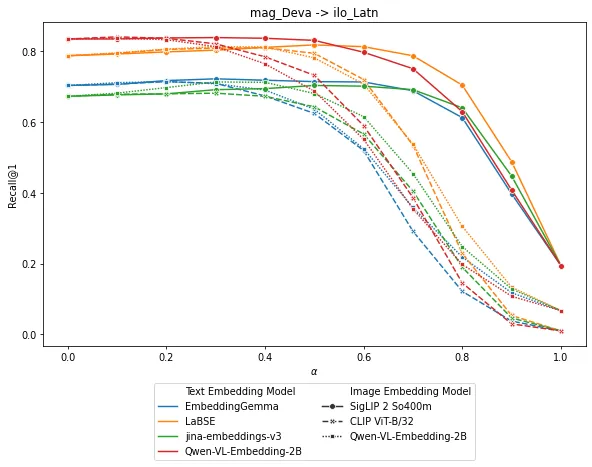 mag_Deva -> ilo_Latn
Recall@1
0.8
0.6
0.4
0.2
0.0
0.0 0.2 0.4 0.6 0.8 1.0
α
Text Embedding Model Image Embedding Model
EmbeddingGemma SigLIP 2 So400m
LaBSE CLIP ViT-B/32
jina-embeddings-v3 Qwen-VL-Embedding-2B
Qwen-VL-Embedding-2B